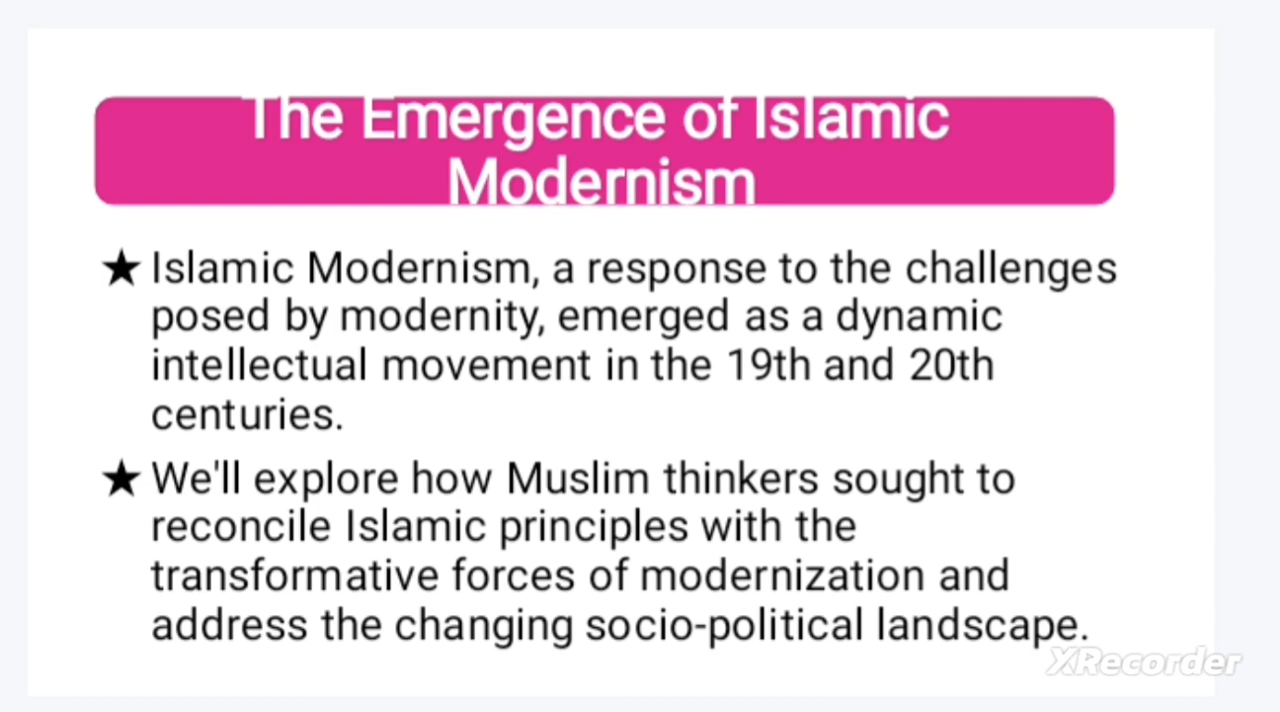 The Emergence of Islamic
Modernism
★ Islamic Modernism, a response to the challenges
posed by modernity, emerged as a dynamic
intellectual movement in the 19th and 20th
centuries.
★ We'll explore how Muslim thinkers sought to
reconcile Islamic principles with the
transformative forces of modernization and
address the changing socio-political landscape.
XRecorder